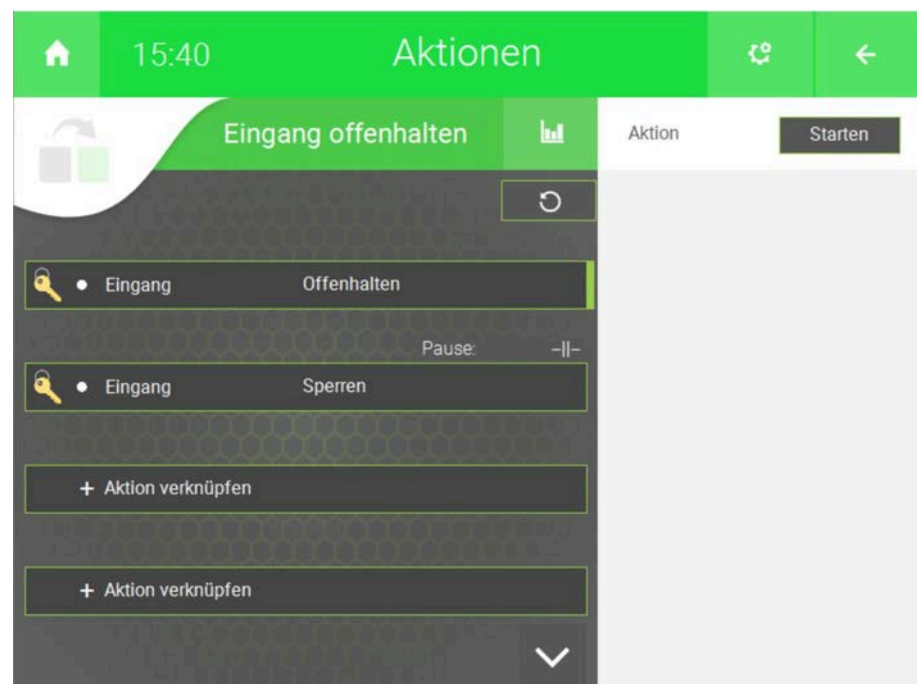 15:40 Aktionen
Eingang offenhalten
Aktion Starten
Eingang Offenhalten
Pause: –||–
Eingang Sperren
+ Aktion verknüpfen
+ Aktion verknüpfen